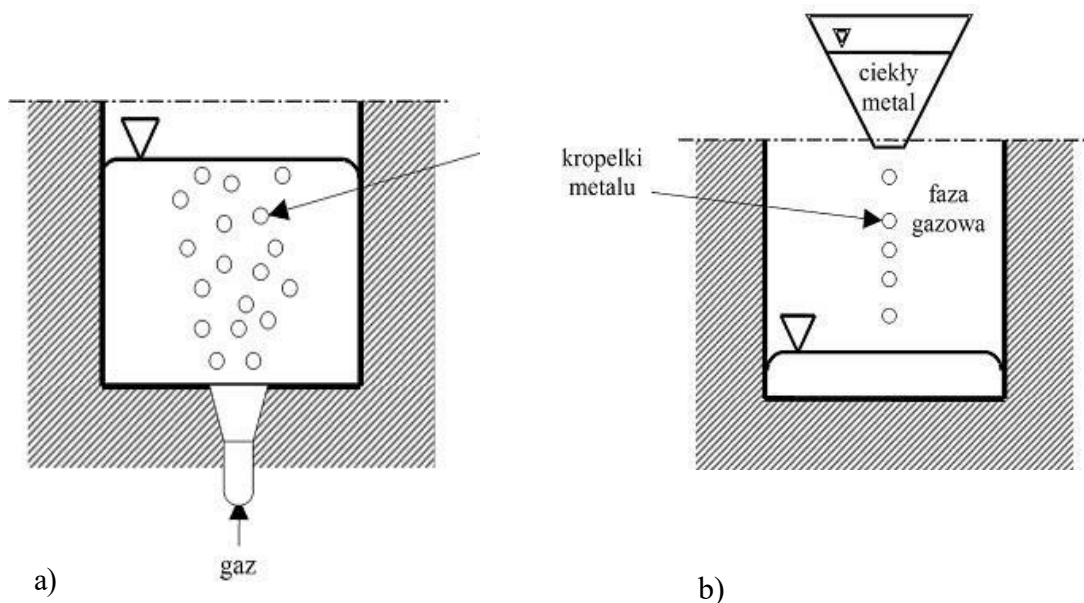 gaz
a)
ciekły
metal
kropelki
metalu
faza
gazowa
b)